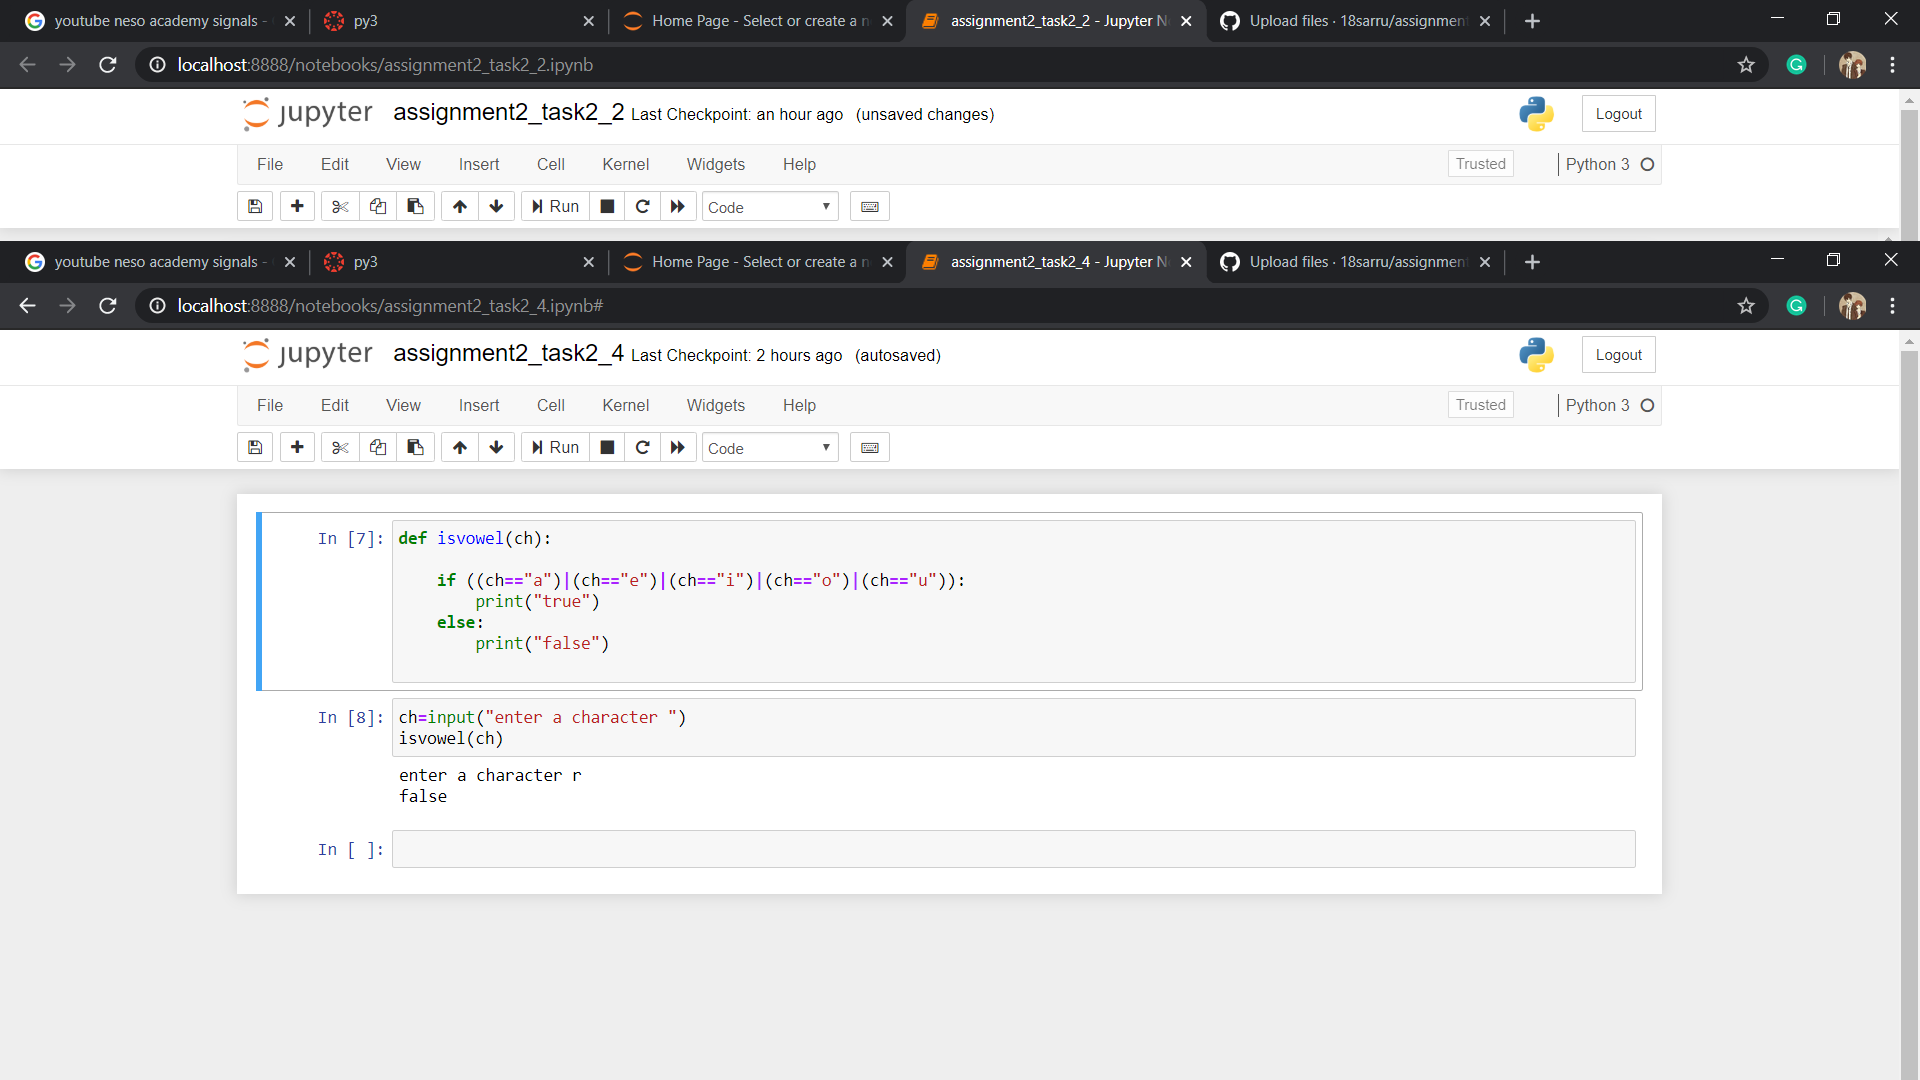 youtube neso academy signals -
py3
Home Page - Select or create a n
assignment2_task2_2 - Jupyter N
Upload files · 18sarru/assignment
localhost:8888/notebooks/assignment2_task2_2.ipynb
jupyter assignment2_task2_2 Last Checkpoint: an hour ago (unsaved changes)
Logout
File Edit View Insert Cell Kernel Widgets Help
Trusted
Python 3
Run
Code
youtube neso academy signals -
py3
Home Page - Select or create a n
assignment2_task2_4 - Jupyter N
Upload files · 18sarru/assignment
localhost:8888/notebooks/assignment2_task2_4.ipynb#
jupyter assignment2_task2_4 Last Checkpoint: 2 hours ago (autosaved)
Logout
File Edit View Insert Cell Kernel Widgets Help
Trusted
Python 3
Run
Code
In [7]: def isvowel(ch):
if ((ch=="a")|(ch=="e")|(ch=="i")|(ch=="o")|(ch=="u")):
print("true")
else:
print("false")
In [8]: ch=input("enter a character ")
isvowel(ch)
enter a character r
false
In [ ]: